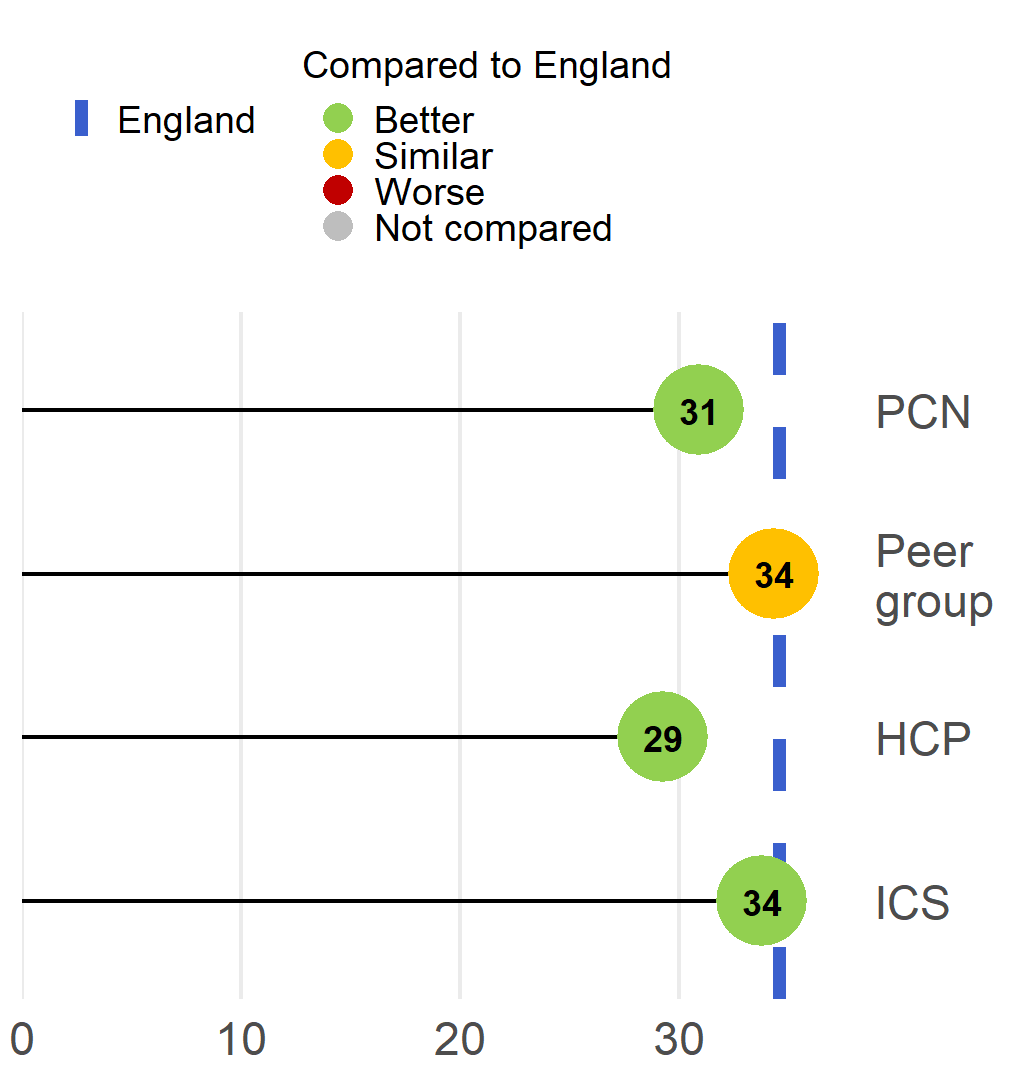 Compared to England
England
Better
Similar
Worse
Not compared
31
PCN
34
Peer
group
29
HCP
34
ICS
0 10 20 30